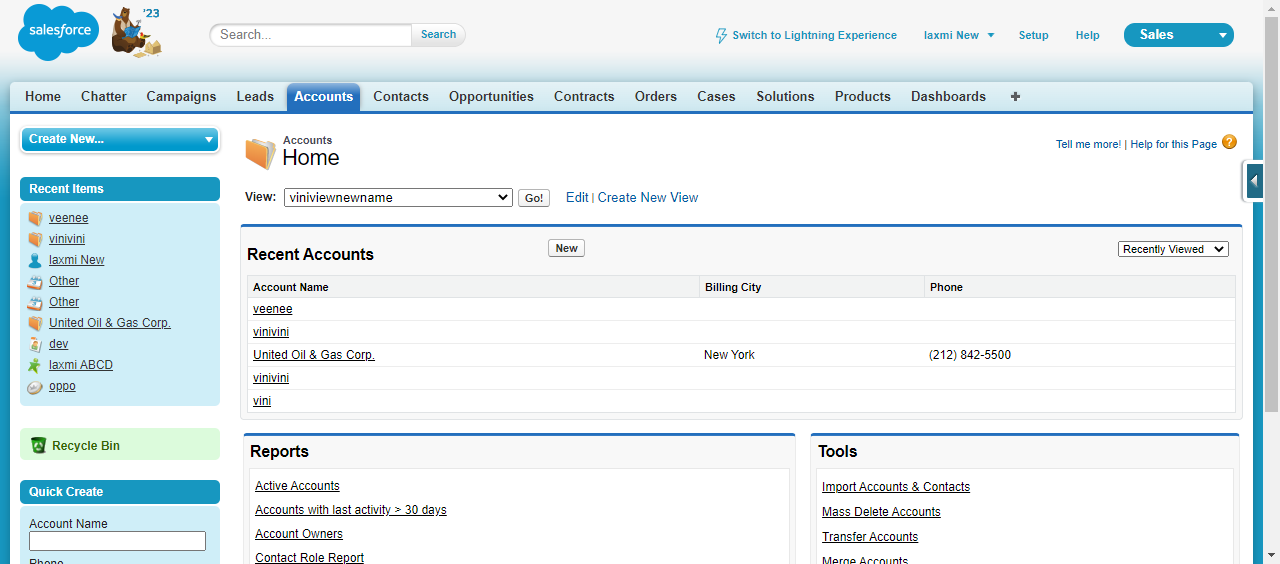 salesforce
'23
Search...
Search
Switch to Lightning Experience
laxmi New
Setup
Help
Sales
Home Chatter Campaigns Leads Accounts Contacts Opportunities Contracts Orders Cases Solutions Products Dashboards +
Create New...
Recent Items
veenee
vinivini
laxmi New
Other
Other
United Oil & Gas Corp.
dev
laxmi ABCD
oppo
Recycle Bin
Quick Create
Account Name
Phone
Accounts
Home
Tell me more! | Help for this Page ?
View: viniviewnewname Go! Edit | Create New View
Recent Accounts New Recently Viewed
Account Name Billing City Phone
veenee
vinivini
United Oil & Gas Corp. New York (212) 842-5500
vinivini
vini
Reports
Active Accounts
Accounts with last activity > 30 days
Account Owners
Contact Role Report
Tools
Import Accounts & Contacts
Mass Delete Accounts
Transfer Accounts
Merge Accounts